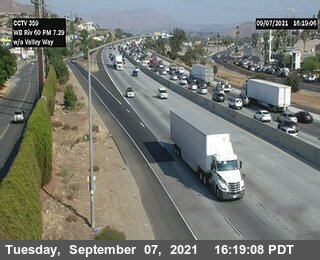 CCTV 359
WB Riv 60 PM 7.29
w/o Valley Way
09/07/2021 16:19:06
Tuesday, September 07, 2021 16:19:08 PDT